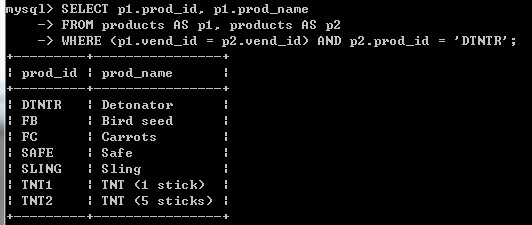 mysql> SELECT p1.prod_id, p1.prod_name
    -> FROM products AS p1, products AS p2
    -> WHERE (p1.vend_id = p2.vend_id) AND p2.prod_id = 'DTNTR';
+---------+----------------+
| prod_id | prod_name      |
+---------+----------------+
| DTNTR   | Detonator      |
| FB      | Bird seed      |
| FC      | Carrots        |
| SAFE    | Safe           |
| SLING   | Sling          |
| TNT1    | TNT (1 stick)  |
| TNT2    | TNT (5 sticks) |
+---------+----------------+